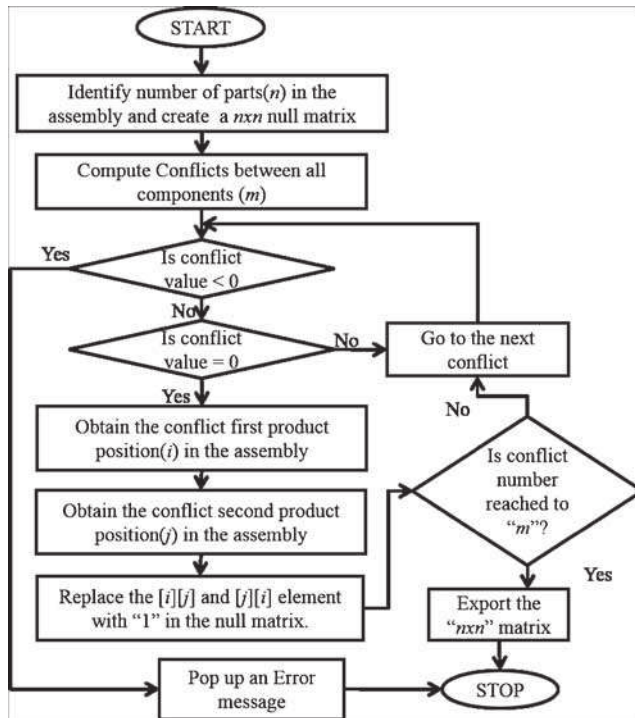 START
Identify number of parts(n) in the
assembly and create a nxn null matrix
Compute Conflicts between all
components (m)
Yes
Is conflict
value < 0
No
Is conflict
value = 0
No
Go to the next
conflict
Yes
No
Obtain the conflict first product
position(i) in the assembly
Is conflict
number
reached to
“m”?
Obtain the conflict second product
position(j) in the assembly
Yes
Replace the [i][j] and [j][i] element
with “1” in the null matrix.
Export the
“nxn” matrix
Pop up an Error
message
STOP